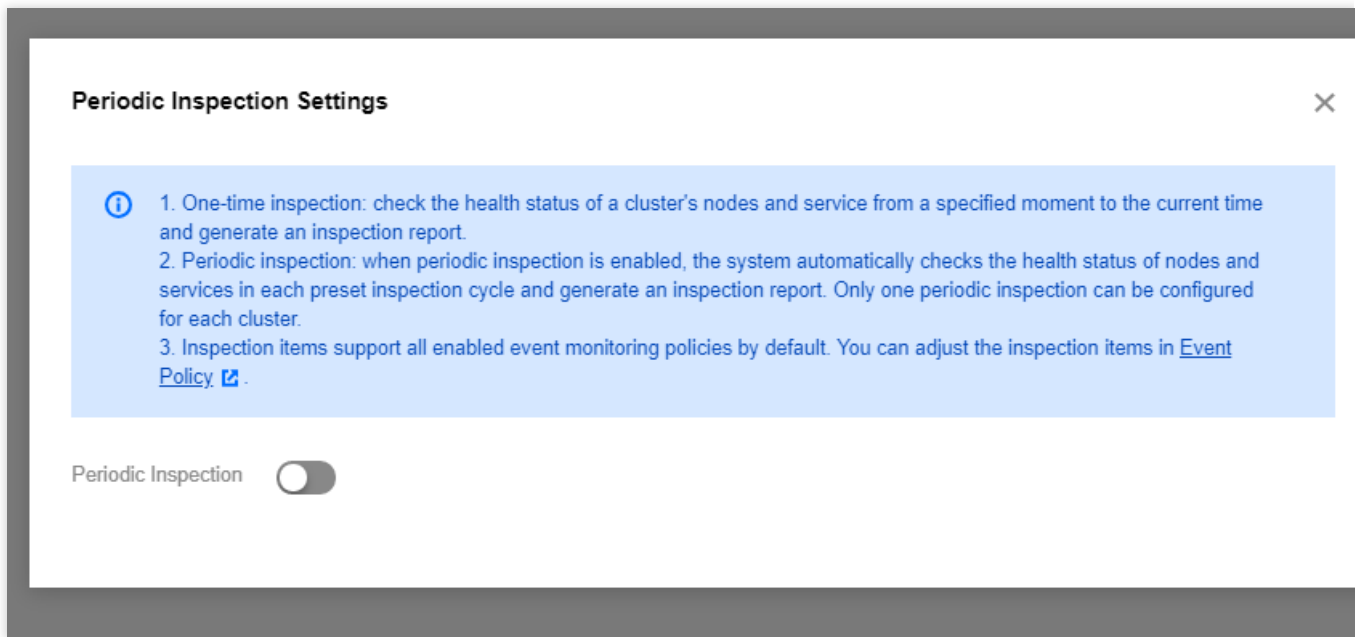 Periodic Inspection Settings
1. One-time inspection: check the health status of a cluster's nodes and service from a specified moment to the current time
and generate an inspection report.
2. Periodic inspection: when periodic inspection is enabled, the system automatically checks the health status of nodes and
services in each preset inspection cycle and generate an inspection report. Only one periodic inspection can be configured
for each cluster.
3. Inspection items support all enabled event monitoring policies by default. You can adjust the inspection items in Event
Policy .
Periodic Inspection